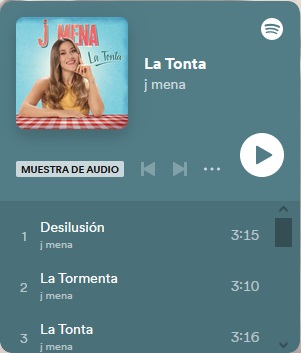 j MENA
La Tonta
La Tonta
j mena
MUESTRA DE AUDIO
1 Desilusión 3:15
j mena
2 La Tormenta 3:10
j mena
3 La Tonta 3:16
j mena